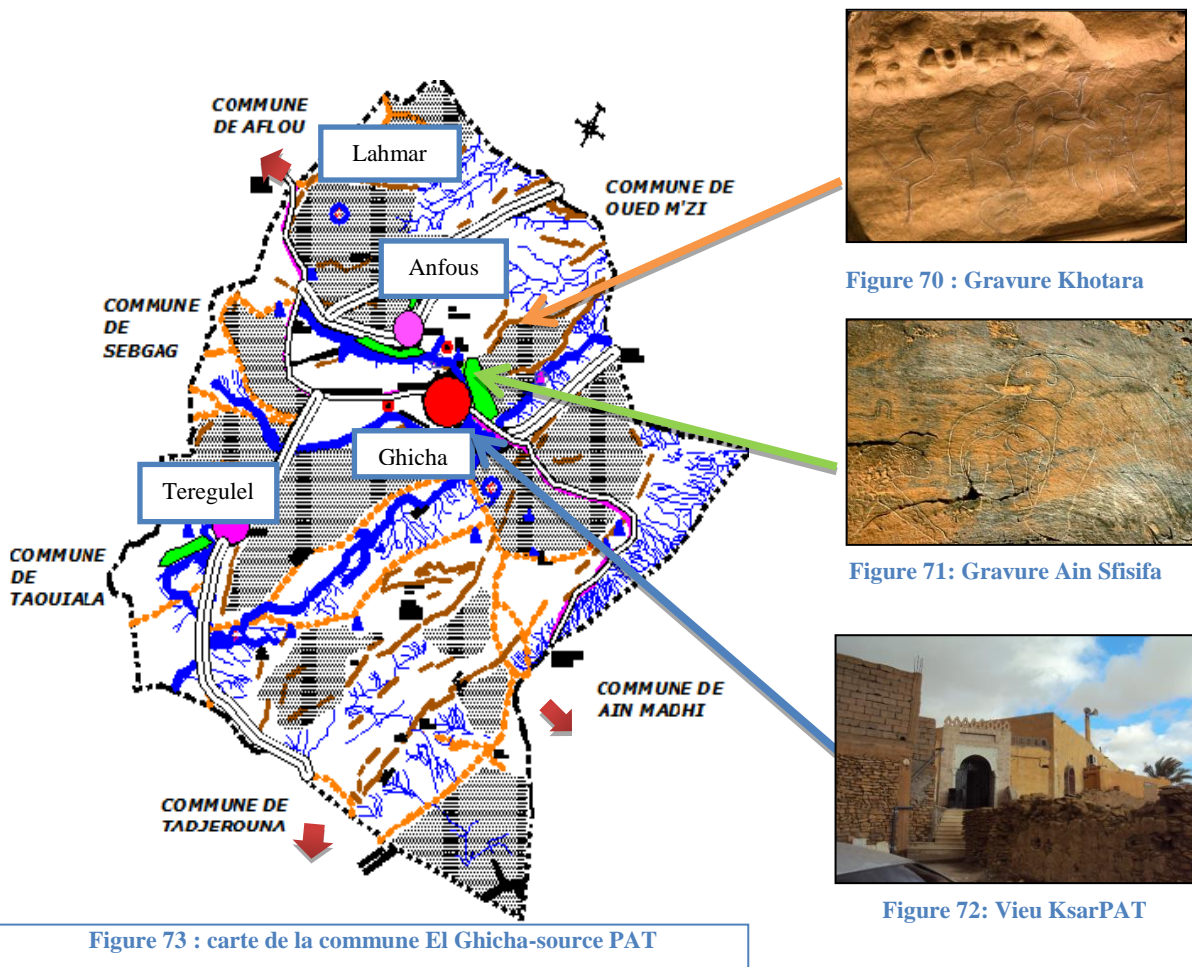 COMMUNE
DE AFLOU
Lahmar
COMMUNE DE
OUED M'ZI
Anfous
Figure 70 : Gravure Khotara
COMMUNE
DE
SEBGAG
Ghicha
Teregulel
COMMUNE
DE
TAOUIALA
Figure 71: Gravure Ain Sfisifa
COMMUNE DE
AIN MADHI
COMMUNE DE
TADJEROUNA
Figure 72: Vieu KsarPAT
Figure 73 : carte de la commune El Ghicha-source PAT